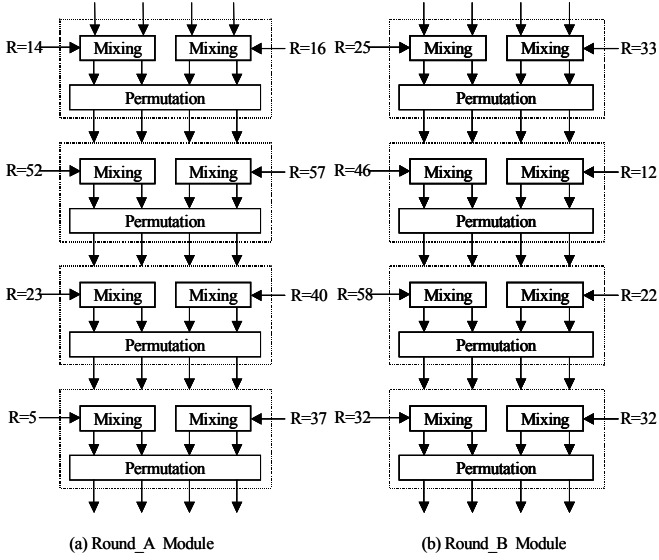 R=14 Mixing Mixing R=16
Permutation
R=52 Mixing Mixing R=57
Permutation
R=23 Mixing Mixing R=40
Permutation
R=5 Mixing Mixing R=37
Permutation
(a) Round_A Module
R=25 Mixing Mixing R=33
Permutation
R=46 Mixing Mixing R=12
Permutation
R=58 Mixing Mixing R=22
Permutation
R=32 Mixing Mixing R=32
Permutation
(b) Round_B Module